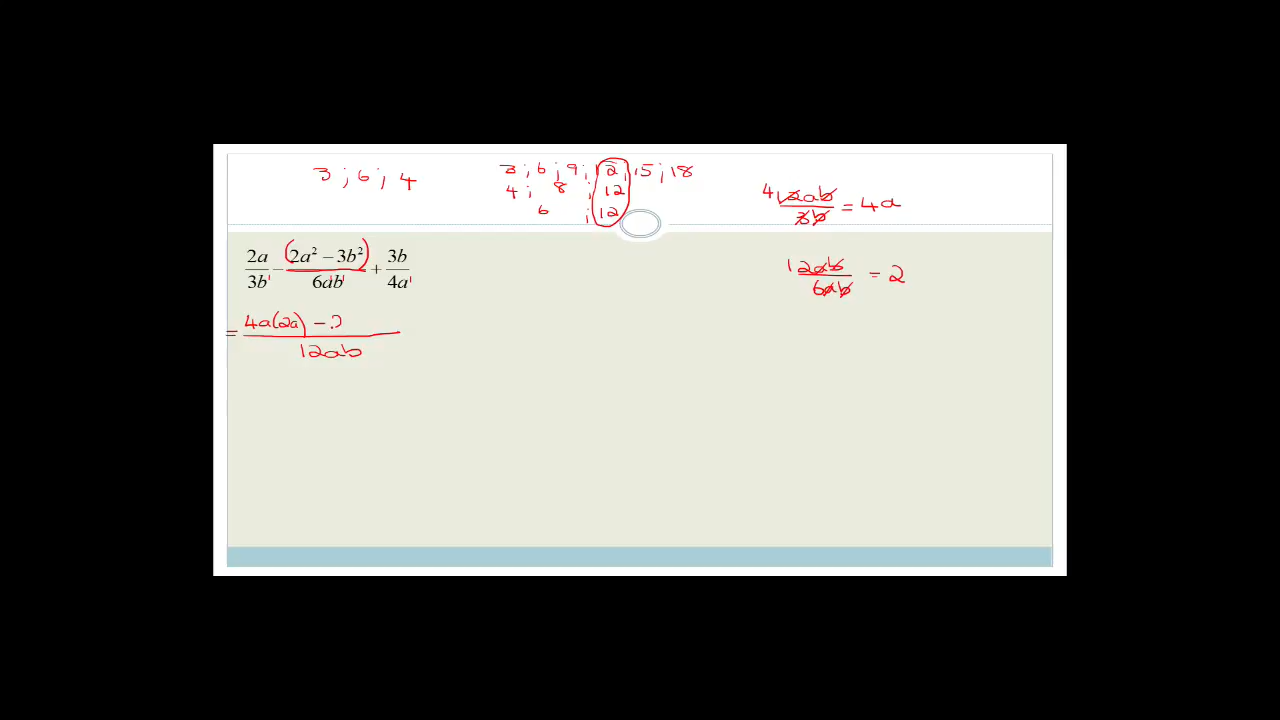 3 ; 6 ; 4
3 ; 6 ; 9 ; 12 ; 15 ; 18
4 ; 8 ; 12
6 ; 12
12ab/3b = 4a
4
2a/3b − (2a² − 3b²)/6ab + 3b/4a
12ab/6ab = 2
= 4a(2a) −
12ab